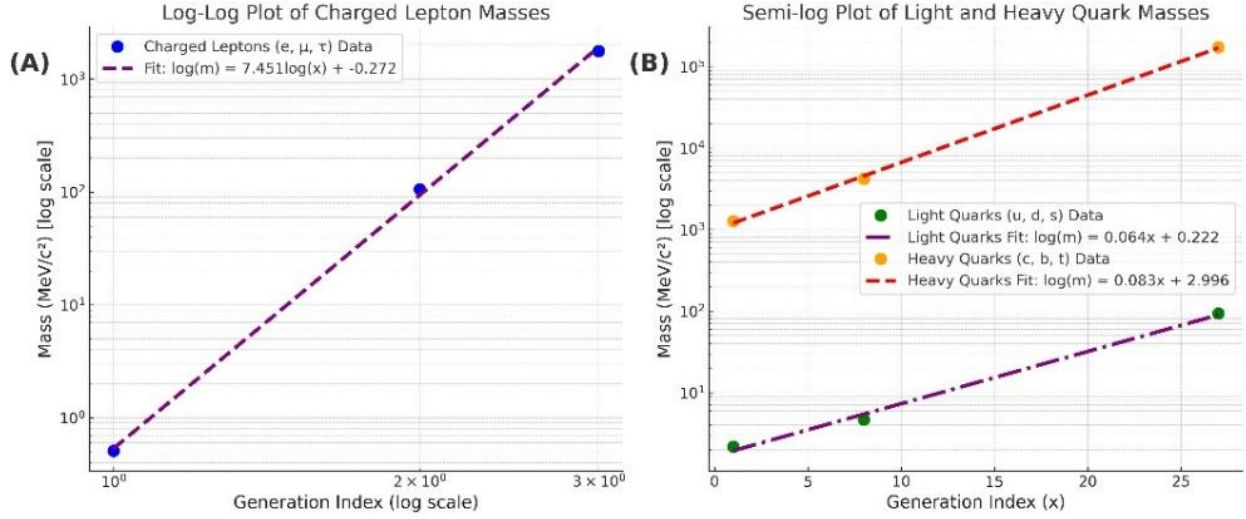 (A)
Log-Log Plot of Charged Lepton Masses
Charged Leptons (e, μ, τ) Data
Fit: log(m) = 7.451log(x) + -0.272
Mass (MeV/c²) [log scale]
10³
10²
10¹
10⁰
10⁰
2 × 10⁰
3 × 10⁰
Generation Index (log scale)
(B)
Semi-log Plot of Light and Heavy Quark Masses
Mass (MeV/c²) [log scale]
10⁵
10⁴
10³
10²
10¹
Light Quarks (u, d, s) Data
Light Quarks Fit: log(m) = 0.064x + 0.222
Heavy Quarks (c, b, t) Data
Heavy Quarks Fit: log(m) = 0.083x + 2.996
0
5
10
15
20
25
Generation Index (x)